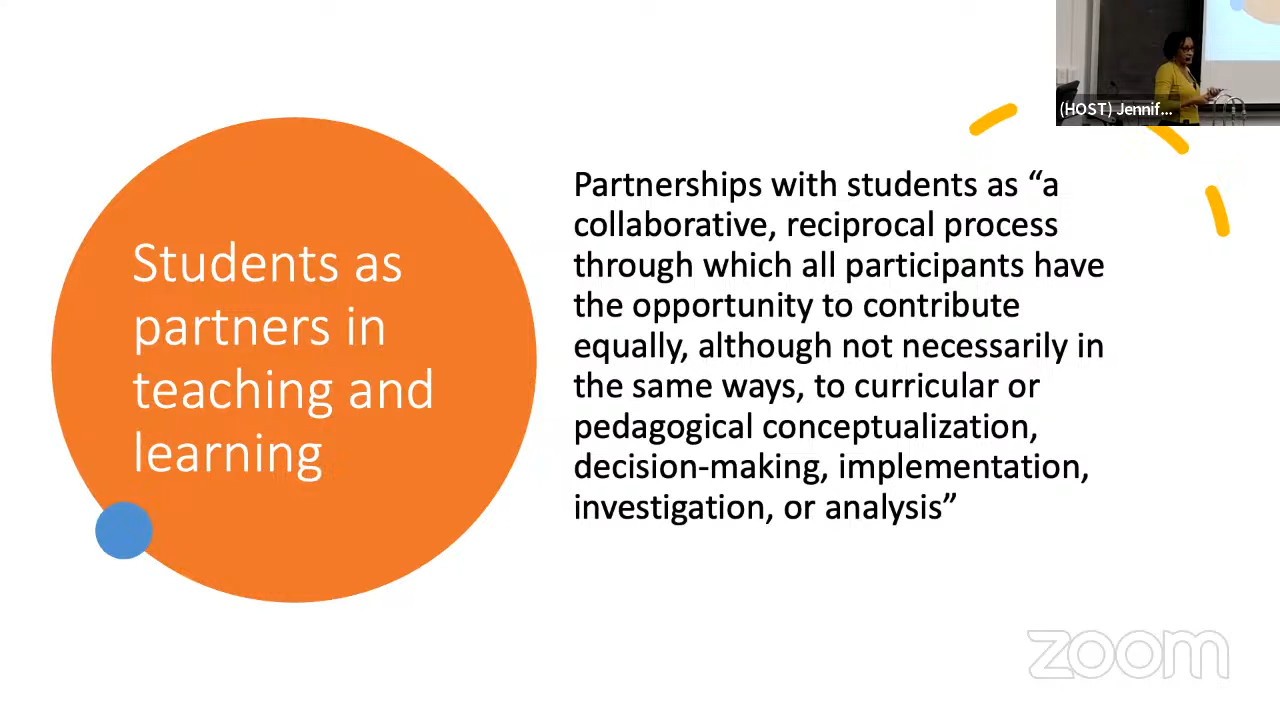 (HOST) Jennif...
Students as
partners in
teaching and
learning
Partnerships with students as “a
collaborative, reciprocal process
through which all participants have
the opportunity to contribute
equally, although not necessarily in
the same ways, to curricular or
pedagogical conceptualization,
decision-making, implementation,
investigation, or analysis”
zoom